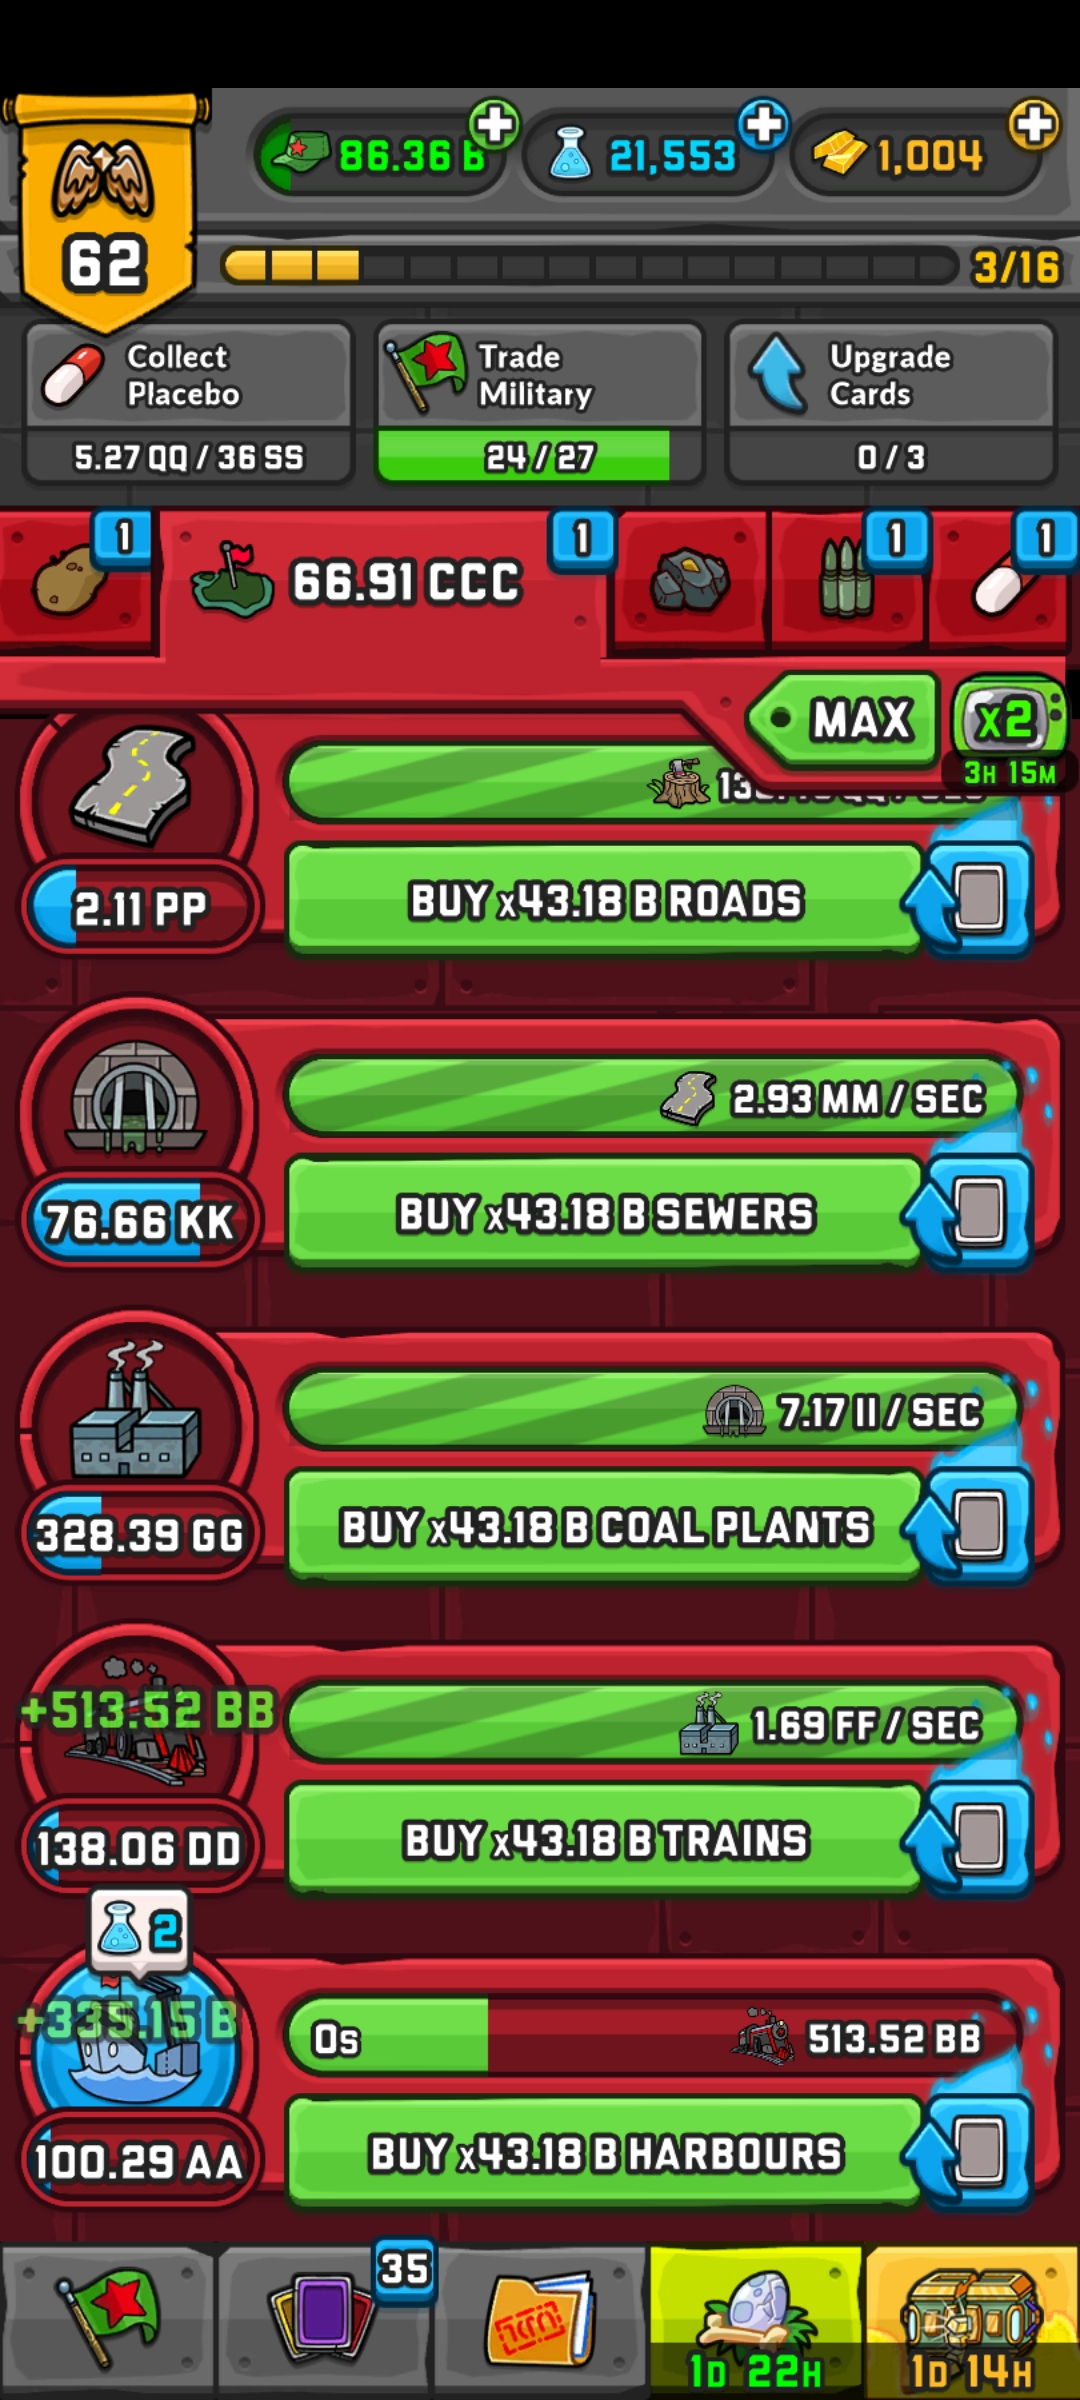 86.36 B
21,553
1,004
62
3/16
Collect
Placebo
5.27 QQ / 36 SS
Trade
Military
24 / 27
Upgrade
Cards
0 / 3
1
66.91 CCC
1
1
1
MAX
x2
3H 15M
2.11 PP
BUY x43.18 B ROADS
2.93 MM / SEC
76.66 KK
BUY x43.18 B SEWERS
7.17 II / SEC
328.39 GG
BUY x43.18 B COAL PLANTS
+513.52 BB
1.69 FF / SEC
138.06 DD
BUY x43.18 B TRAINS
2
+335.15 B
0s
513.52 BB
100.29 AA
BUY x43.18 B HARBOURS
35
1D 22H
1D 14H